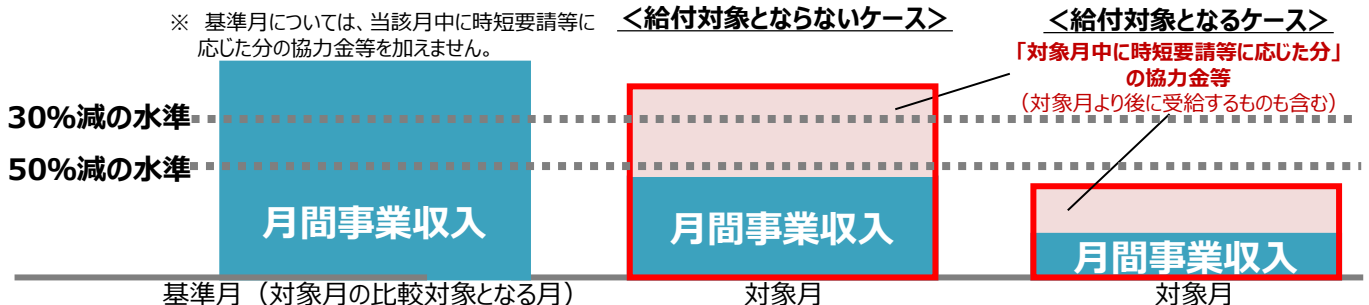 ※ 基準月については、当該月中に時短要請等に
応じた分の協力金等を加えません。
＜給付対象とならないケース＞
＜給付対象となるケース＞
「対象月中に時短要請等に応じた分」
の協力金等
（対象月より後に受給するものも含む）
30%減の水準
50%減の水準
月間事業収入
月間事業収入
月間事業収入
基準月（対象月の比較対象となる月）
対象月
対象月